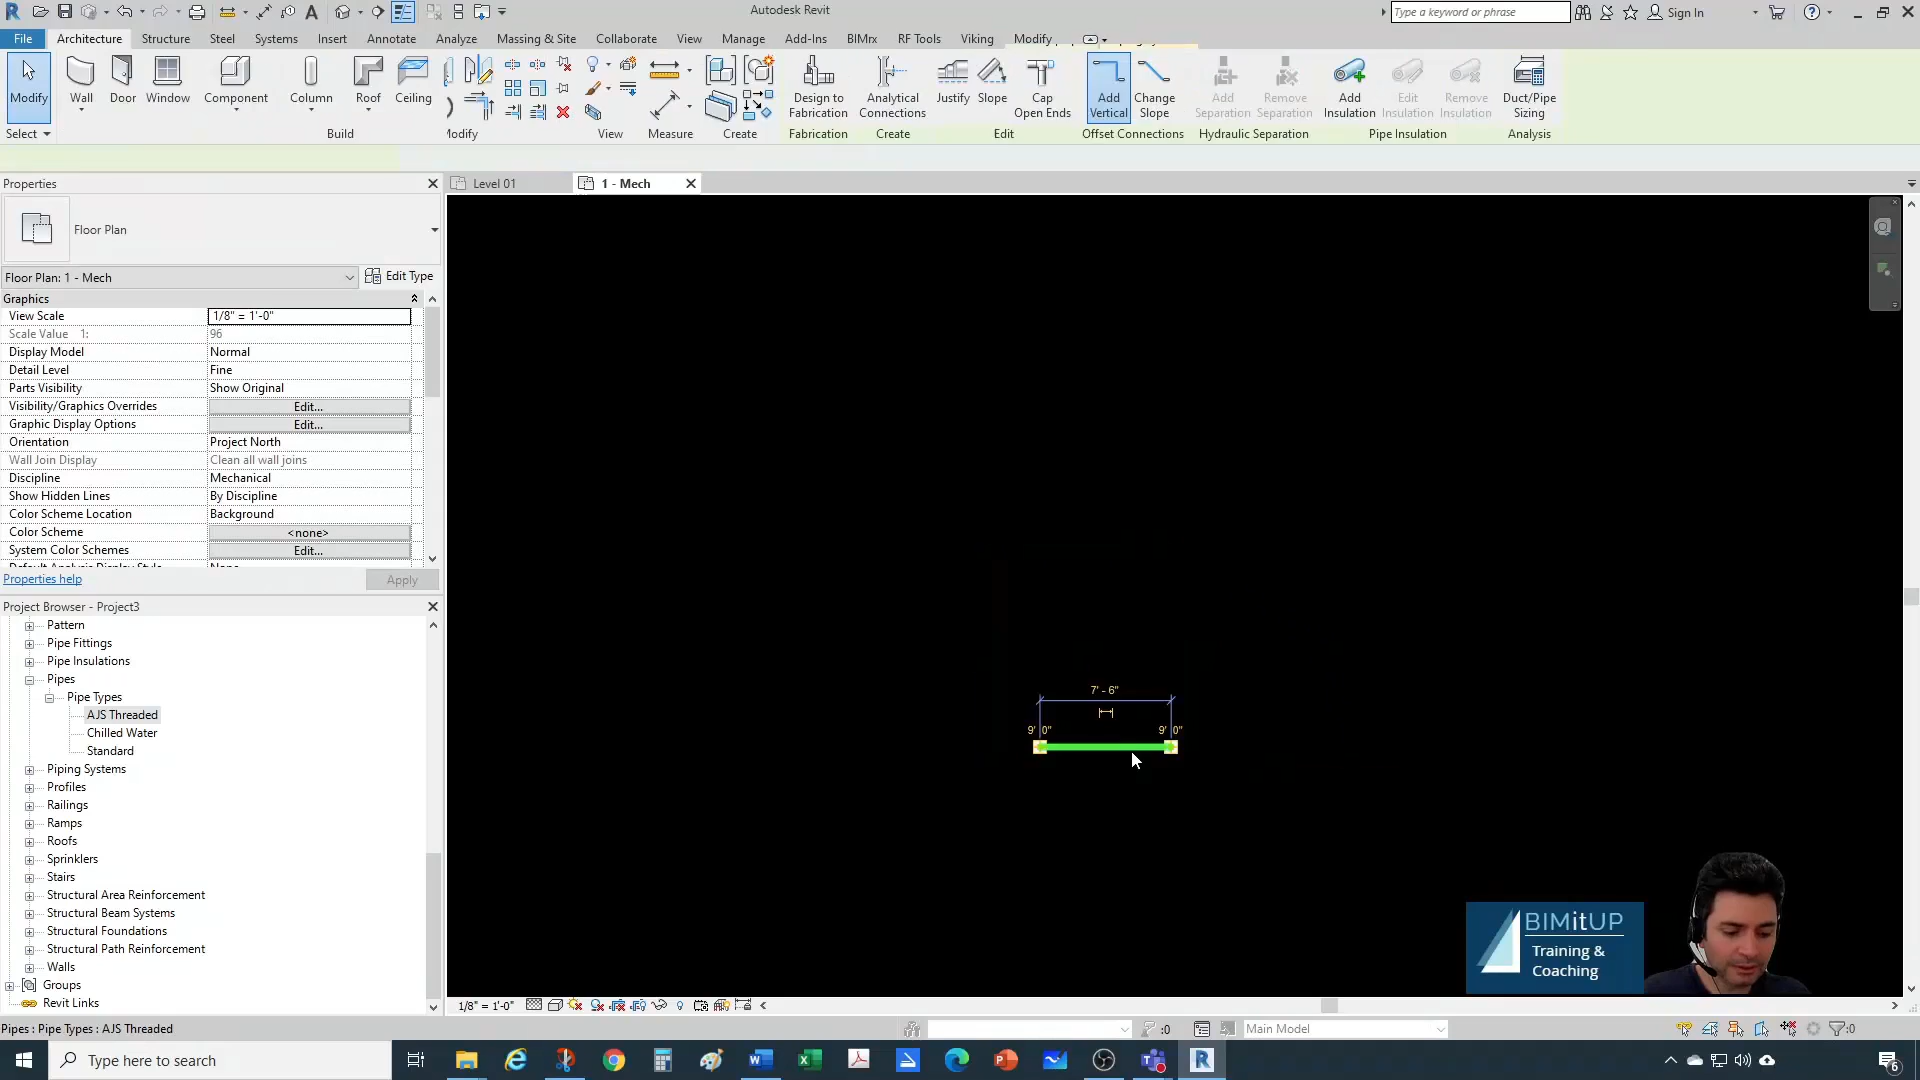 Autodesk Revit
Type a keyword or phrase
Sign In
File Architecture Structure Steel Systems Insert Annotate Analyze Massing & Site Collaborate View Manage Add-Ins BIMrx RF Tools Viking Modify
Modify Wall Door Window Component Column Roof Ceiling
Design to Fabrication
Analytical Connections
Justify Slope
Cap Open Ends
Add Vertical
Change Slope
Add Separation
Remove Separation
Add Insulation
Edit Insulation
Remove Insulation
Duct/Pipe Sizing
Select Build Modify View Measure Create Fabrication Create Edit Offset Connections Hydraulic Separation Pipe Insulation Analysis
Properties
Level 01
1 - Mech
Floor Plan
Floor Plan: 1 - Mech
Edit Type
Graphics
View Scale 1/8" = 1'-0"
Scale Value 1: 96
Display Model Normal
Detail Level Fine
Parts Visibility Show Original
Visibility/Graphics Overrides Edit...
Graphic Display Options Edit...
Orientation Project North
Wall Join Display Clean all wall joins
Discipline Mechanical
Show Hidden Lines By Discipline
Color Scheme Location Background
Color Scheme <none>
System Color Schemes Edit...
Default Analysis Display Style None
Properties help
Apply
Project Browser - Project3
Pattern
Pipe Fittings
Pipe Insulations
Pipes
Pipe Types
AJS Threaded
Chilled Water
Standard
Piping Systems
Profiles
Railings
Ramps
Roofs
Sprinklers
Stairs
Structural Area Reinforcement
Structural Beam Systems
Structural Foundations
Structural Path Reinforcement
Walls
Groups
Revit Links
7' - 6"
9' 0"
9' 0"
BIMitUP
Training &
Coaching
1/8" = 1'-0"
Pipes : Pipe Types : AJS Threaded
:0
Main Model
:0
Type here to search
6